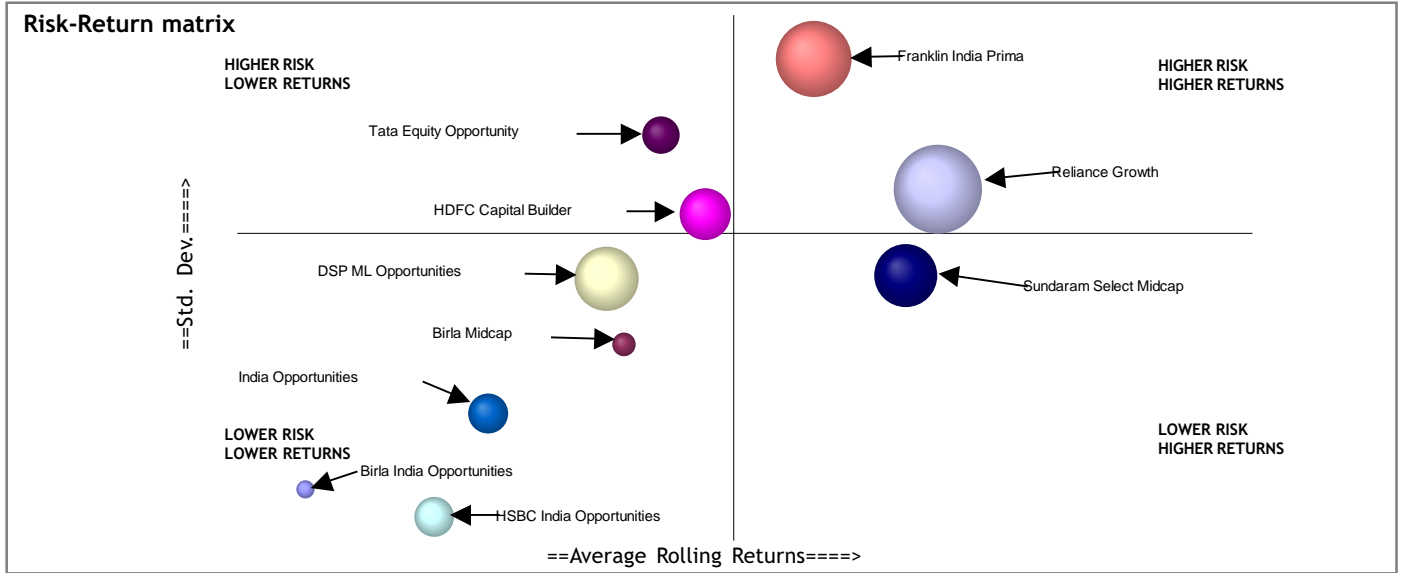 Risk-Return matrix
HIGHER RISK
LOWER RETURNS
Franklin India Prima
HIGHER RISK
HIGHER RETURNS
Tata Equity Opportunity
Reliance Growth
HDFC Capital Builder
==Std. Dev.=====>
DSP ML Opportunities
Sundaram Select Midcap
Birla Midcap
India Opportunities
LOWER RISK
LOWER RETURNS
LOWER RISK
HIGHER RETURNS
Birla India Opportunities
HSBC India Opportunities
==Average Rolling Returns====>